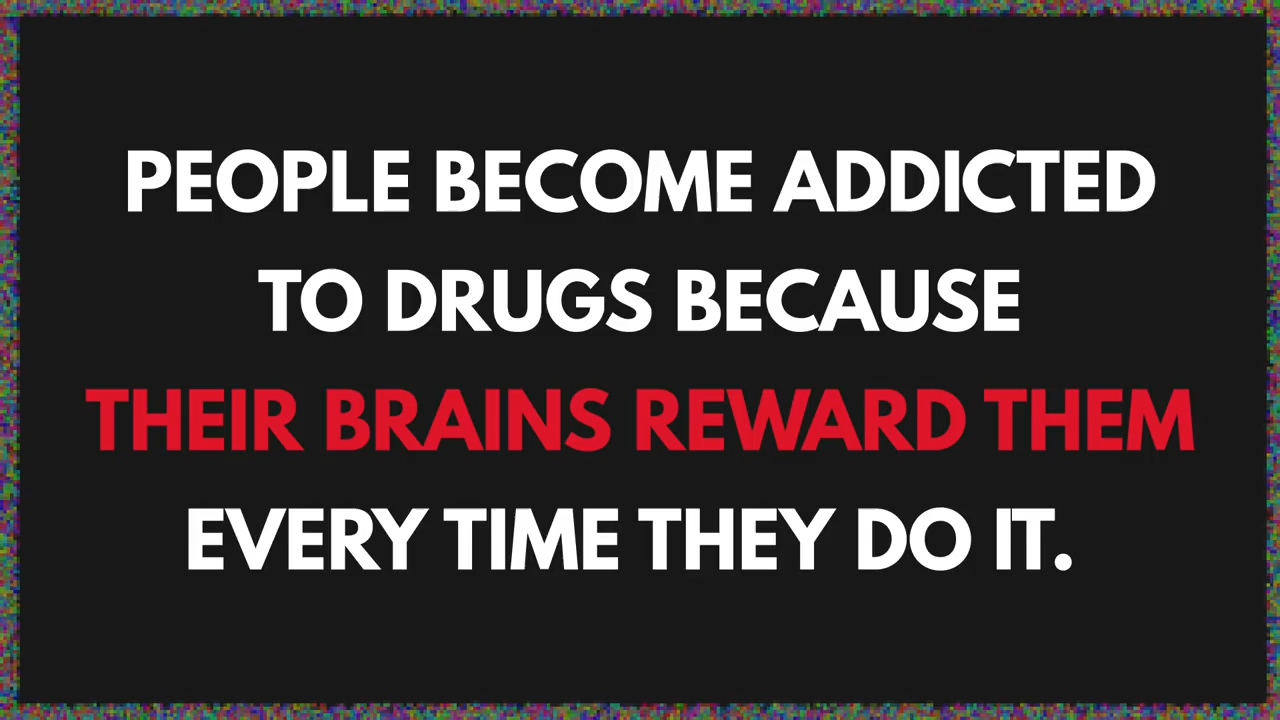 PEOPLE BECOME ADDICTED
TO DRUGS BECAUSE
THEIR BRAINS REWARD THEM
EVERY TIME THEY DO IT.